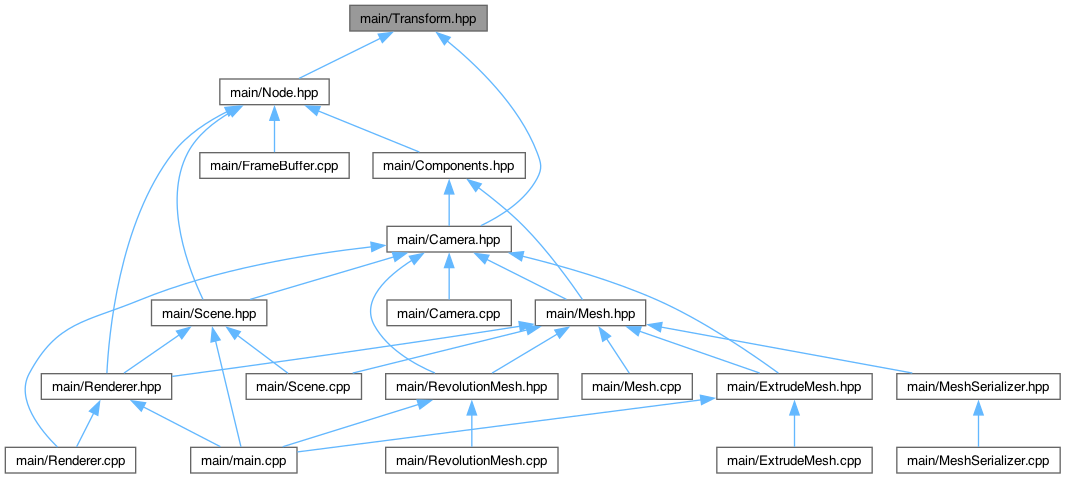 main/Transform.hpp
main/Node.hpp
main/FrameBuffer.cpp
main/Components.hpp
main/Camera.hpp
main/Scene.hpp
main/Camera.cpp
main/Mesh.hpp
main/Renderer.hpp
main/Scene.cpp
main/RevolutionMesh.hpp
main/Mesh.cpp
main/ExtrudeMesh.hpp
main/MeshSerializer.hpp
main/Renderer.cpp
main/main.cpp
main/RevolutionMesh.cpp
main/ExtrudeMesh.cpp
main/MeshSerializer.cpp